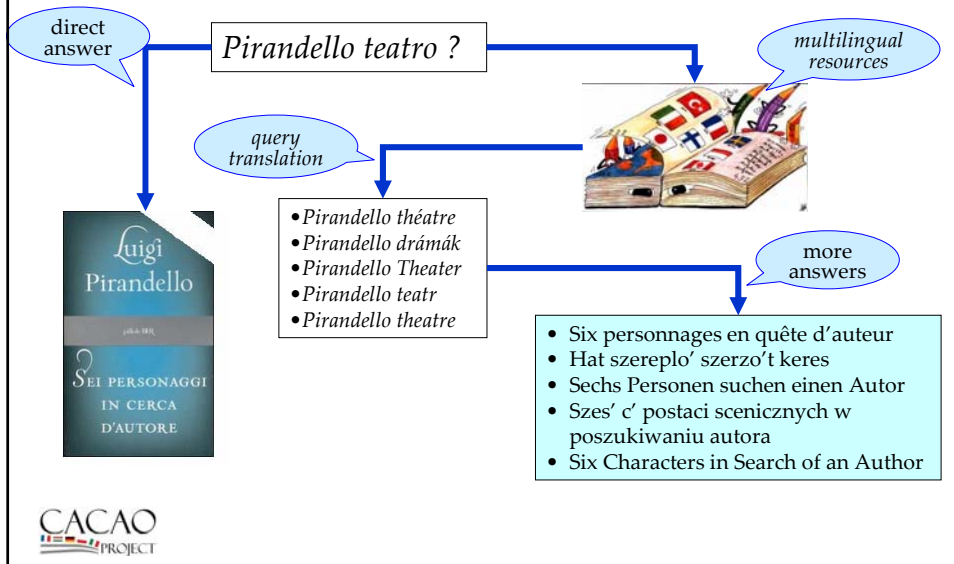 direct
answer
Pirandello teatro ?
multilingual
resources
query
translation
•Pirandello théatre
•Pirandello drámák
•Pirandello Theater
•Pirandello teatr
•Pirandello theatre
Luigi
Pirandello
SEI PERSONAGGI
IN CERCA
D'AUTORE
more
answers
• Six personnages en quête d'auteur
• Hat szereplo' szerzo't keres
• Sechs Personen suchen einen Autor
• Szes' c' postaci scenicznych w
poszukiwaniu autora
• Six Characters in Search of an Author
CACAO
PROJECT